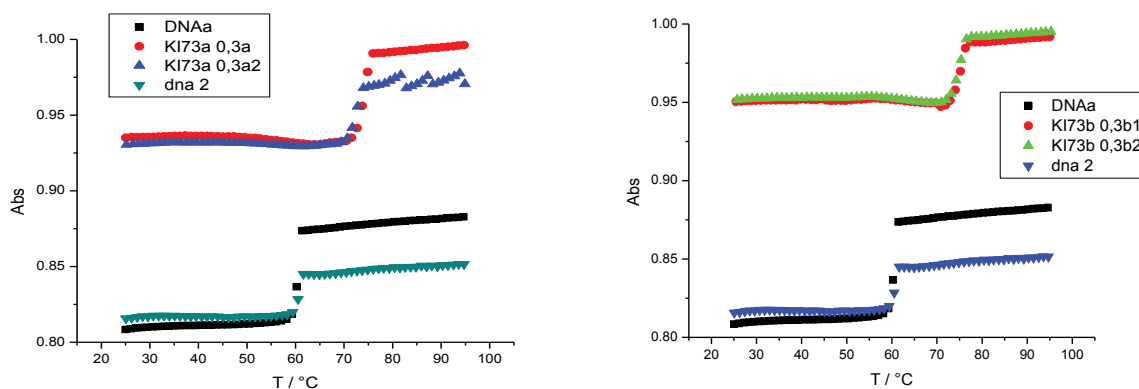 DNAa
KI73a 0,3a
KI73a 0,3a2
dna 2
1.00
0.95
0.90
0.85
0.80
Abs
20 30 40 50 60 70 80 90 100
T / °C
1.00
0.95
0.90
0.85
0.80
Abs
DNAa
KI73b 0,3b1
KI73b 0,3b2
dna 2
20 30 40 50 60 70 80 90 100
T / °C